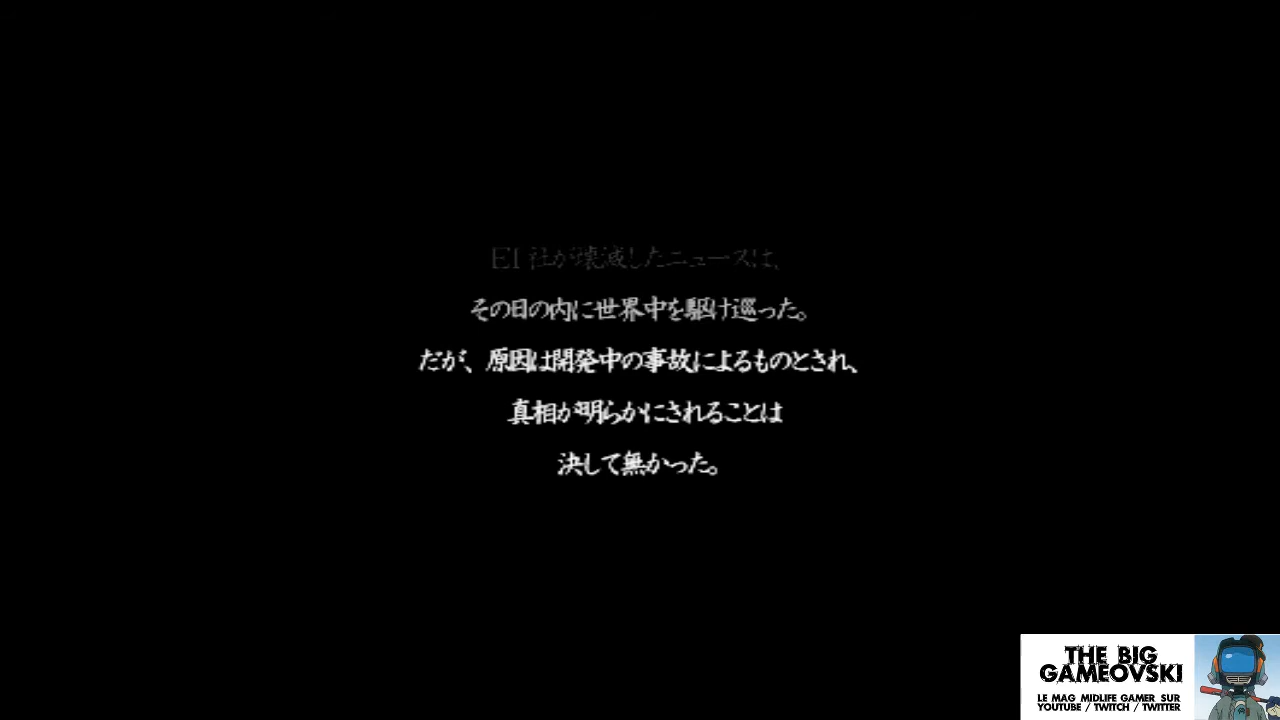 EI社が壊滅したニュースは、
その日の内に世界中を駆け巡った。
だが、原因は開発中の事故によるものとされ、
真相が明らかにされることは
決して無かった。
THE BIG
GAMEOVSKI
LE MAG MIDLIFE GAMER SUR
YOUTUBE / TWITCH / TWITTER